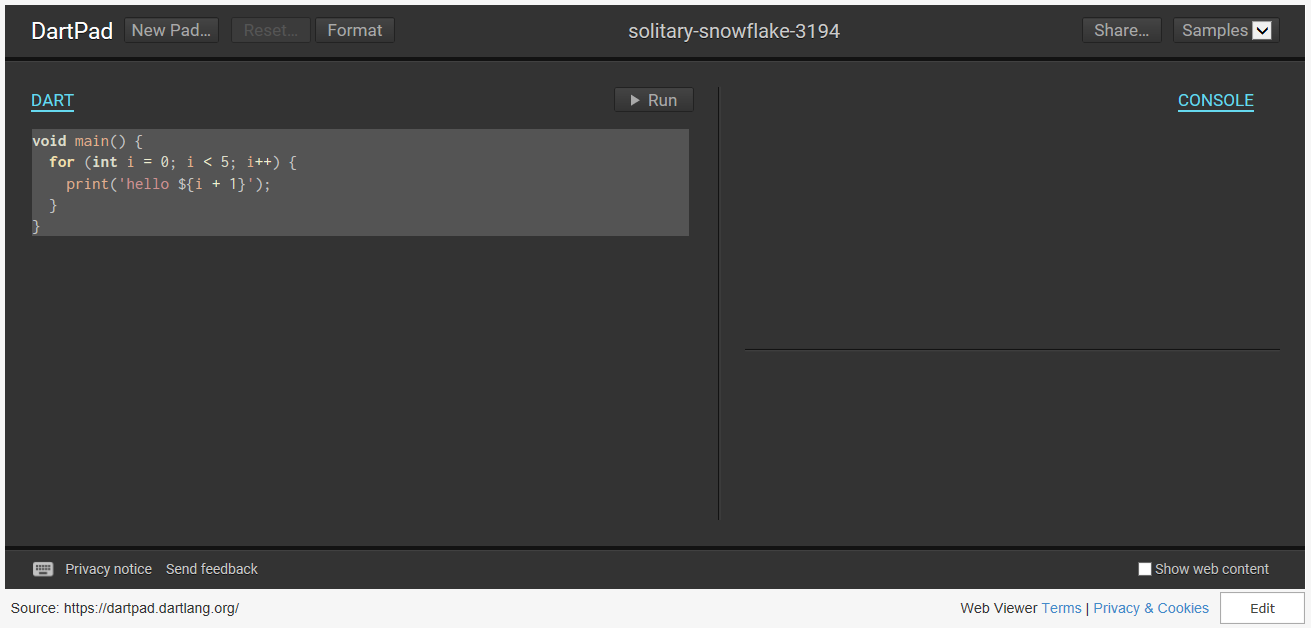 DartPad New Pad... Reset... Format solitary-snowflake-3194 Share... Samples
DART Run CONSOLE
void main() {
  for (int i = 0; i < 5; i++) {
    print('hello ${i + 1}');
  }
}
Privacy notice Send feedback Show web content
Source: https://dartpad.dartlang.org/ Web Viewer Terms | Privacy & Cookies Edit